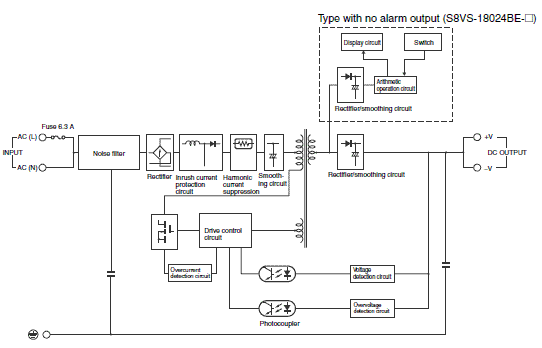 Type with no alarm output (S8VS-18024BE-□)
Display circuit
Switch
Arithmetic
operation circuit
Rectifier/smoothing circuit
Fuse 6.3 A
AC (L)
INPUT
AC (N)
Noise filter
Rectifier
Inrush current
protection
circuit
Harmonic
current
suppression
Smooth-
ing circuit
Rectifier/smoothing circuit
+V
DC OUTPUT
–V
Drive control
circuit
Overcurrent
detection circuit
Voltage
detection circuit
Overvoltage
detection circuit
Photocoupler